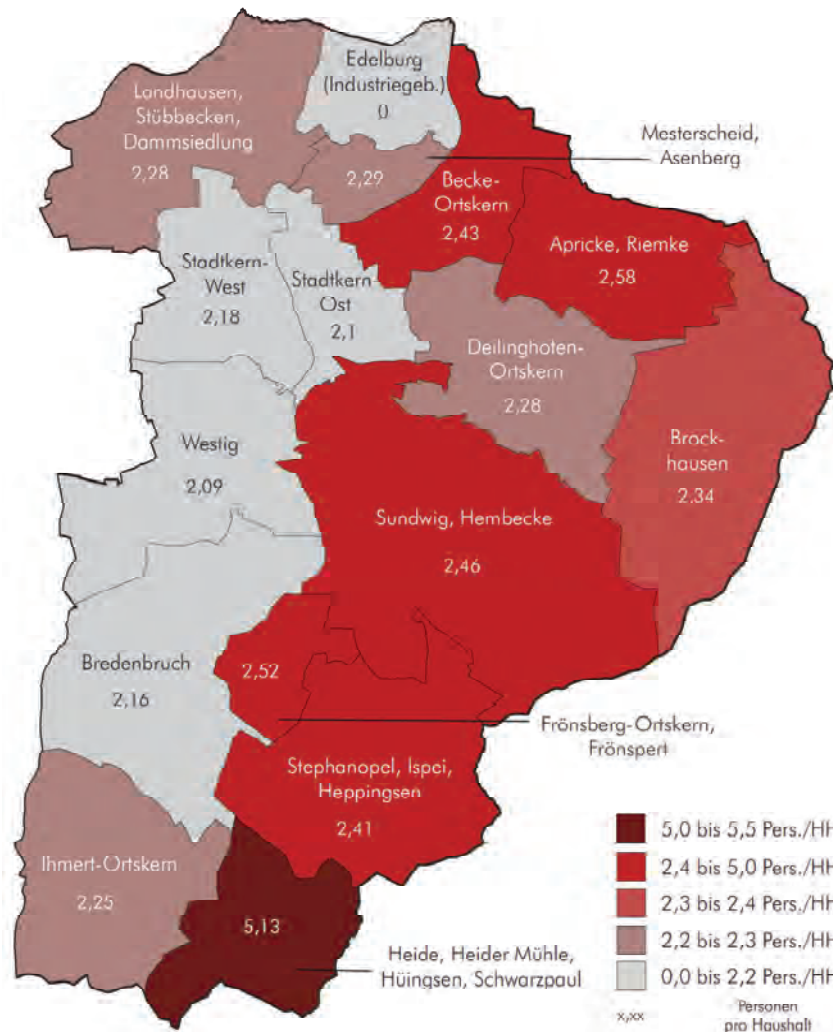 Edelburg
(Industriegeb.)
0
Landhausen,
Stübbecken,
Dammsiedlung
2,28
Mesterscheid,
Asenberg
2,29
Becke-
Ortskern
2,43
Apricke, Riemke
2,58
Stadtkern-
West
2,18
Stadtkern
Ost
2,1
Deilinghofen-
Ortskern
2,28
Brock-
hausen
2.34
Westig
2,09
Sundwig, Hembecke
2,46
Bredenbruch
2,16
2,52
Frönsberg-Ortskern,
Frönspert
Stephanopel, Ispei,
Heppingsen
2,41
Ihmert-Ortskern
2,25
5,13
Heide, Heider Mühle,
Hüingsen, Schwarzpaul
5,0 bis 5,5 Pers./HH
2,4 bis 5,0 Pers./HH
2,3 bis 2,4 Pers./HH
2,2 bis 2,3 Pers./HH
0,0 bis 2,2 Pers./HH
x,xx Personen
pro Haushalt